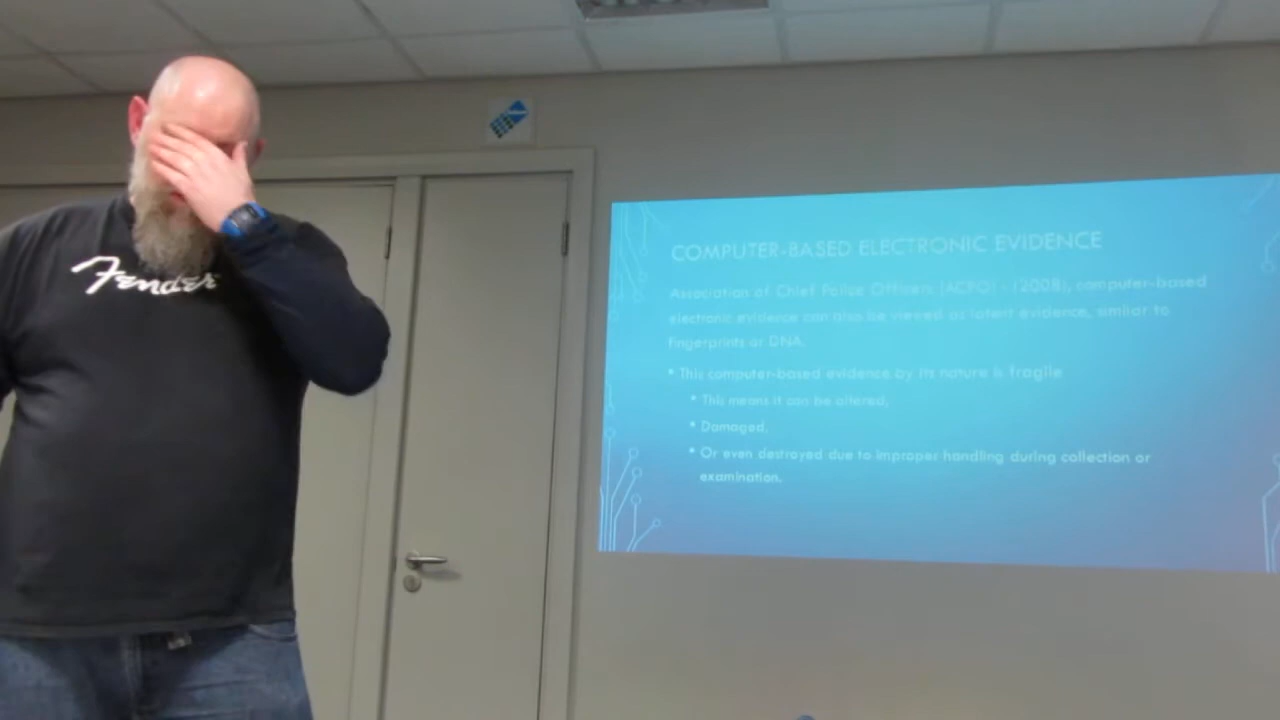 Fender
COMPUTER-BASED ELECTRONIC EVIDENCE
Association of Chief Police Officers (ACPO) - (2008), computer-based
electronic evidence can also be viewed as latent evidence, similar to
fingerprints or DNA.
• This computer-based evidence by its nature is fragile
• This means it can be altered,
• Damaged,
• Or even destroyed due to improper handling during collection or
examination.